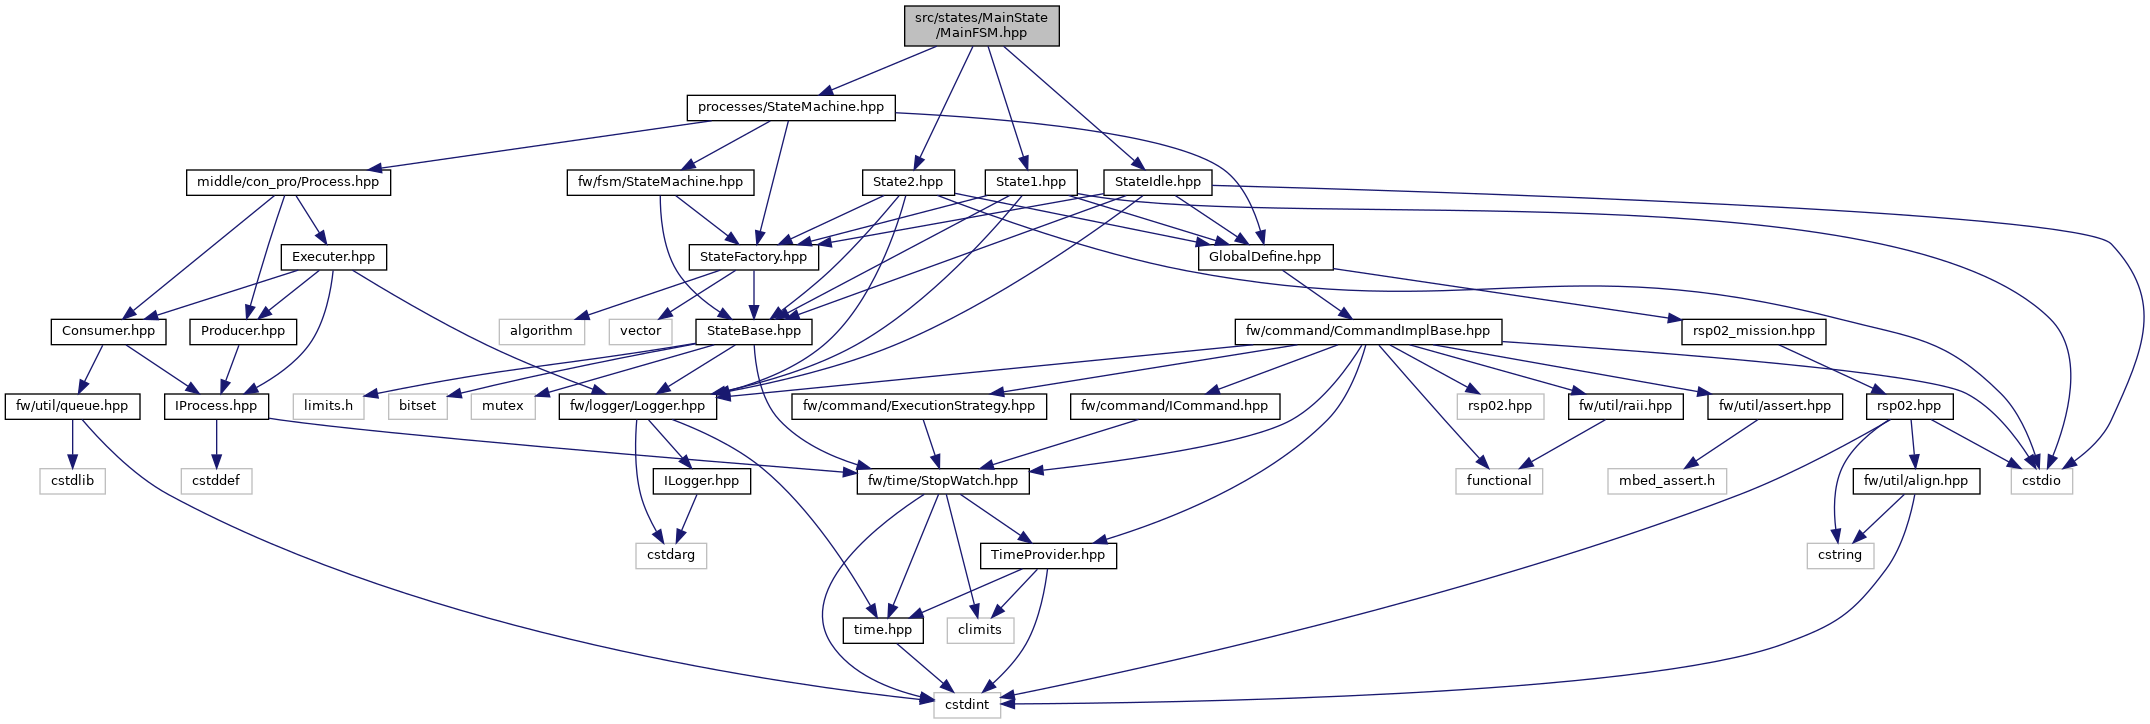 src/states/MainState
/MainFSM.hpp
processes/StateMachine.hpp
middle/con_pro/Process.hpp
fw/fsm/StateMachine.hpp
State2.hpp
State1.hpp
StateIdle.hpp
Executer.hpp
StateFactory.hpp
GlobalDefine.hpp
Consumer.hpp
Producer.hpp
algorithm
vector
StateBase.hpp
fw/command/CommandImplBase.hpp
rsp02_mission.hpp
fw/util/queue.hpp
IProcess.hpp
limits.h
bitset
mutex
fw/logger/Logger.hpp
fw/command/ExecutionStrategy.hpp
fw/command/ICommand.hpp
rsp02.hpp
fw/util/raii.hpp
fw/util/assert.hpp
rsp02.hpp
cstdlib
cstddef
ILogger.hpp
fw/time/StopWatch.hpp
functional
mbed_assert.h
fw/util/align.hpp
cstdio
cstdarg
TimeProvider.hpp
cstring
time.hpp
climits
cstdint